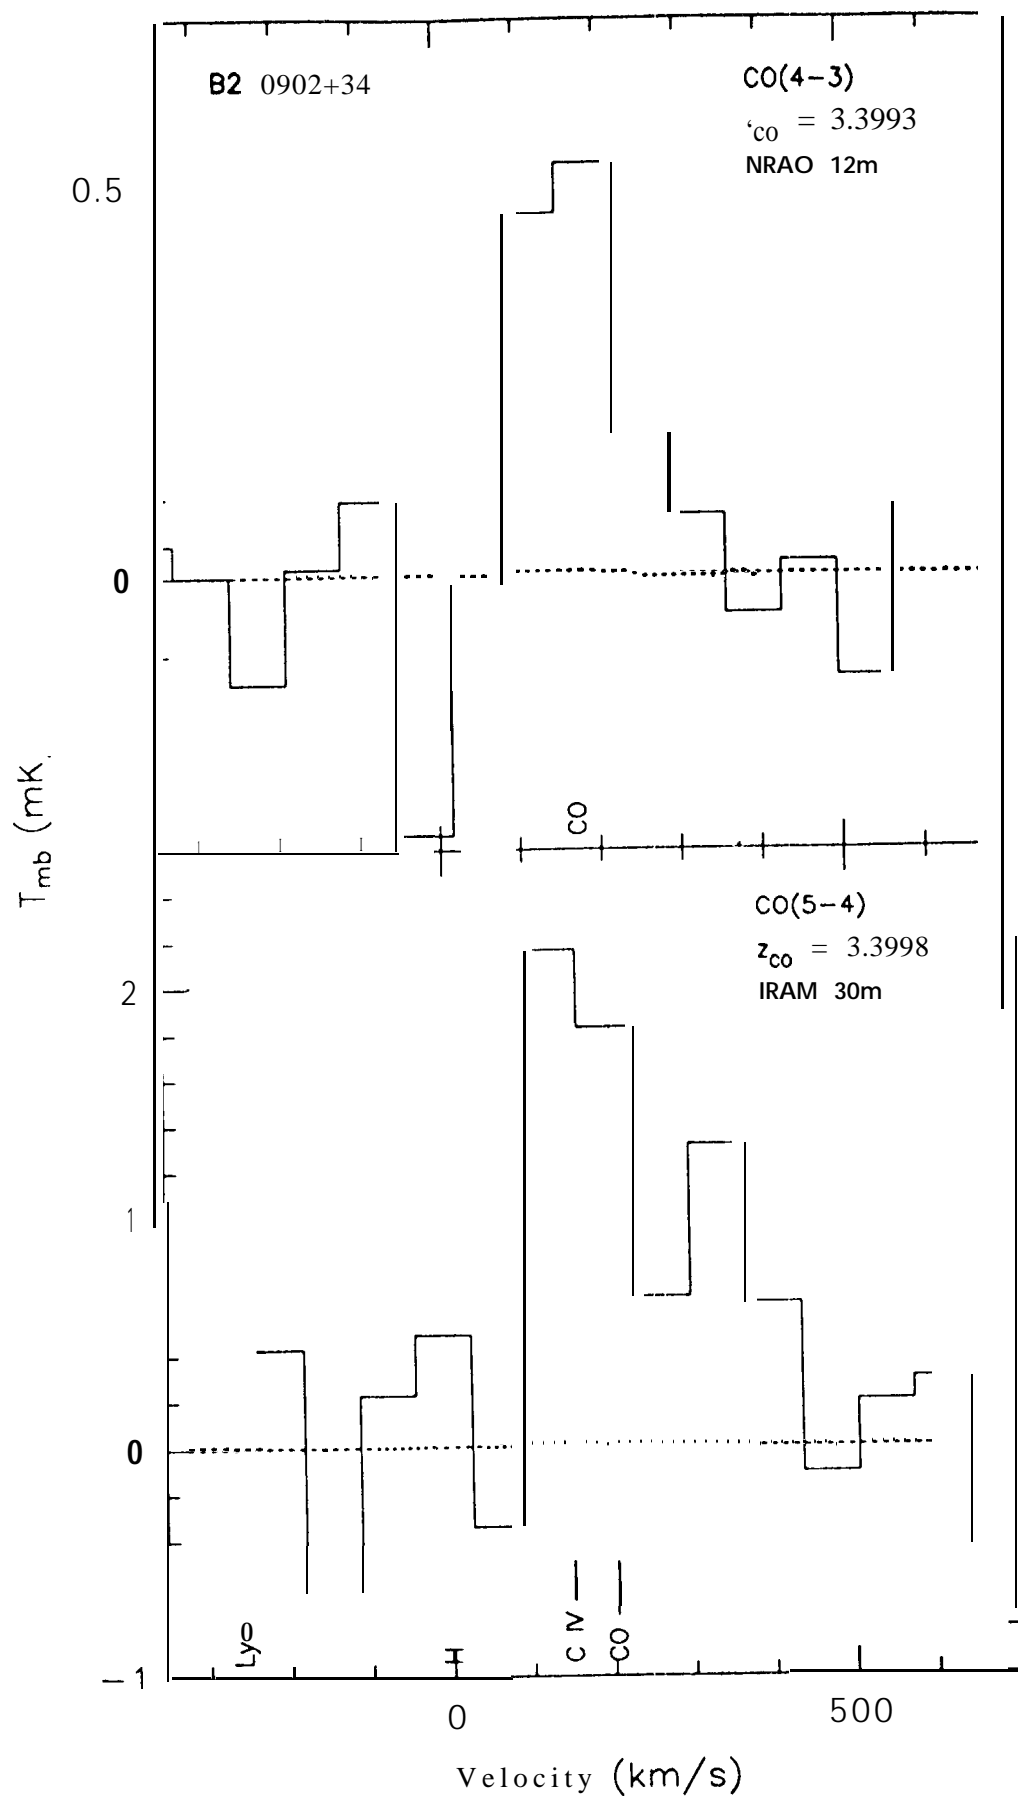 B2 0902+34
CO(4-3)
‘co = 3.3993
NRAO 12m
0.5
0
Tmb (mK.
CO
CO(5-4)
zCO = 3.3998
IRAM 30m
2
1
0
-1
Lyo
H
C IV
CO
0
500
Velocity (km/s)